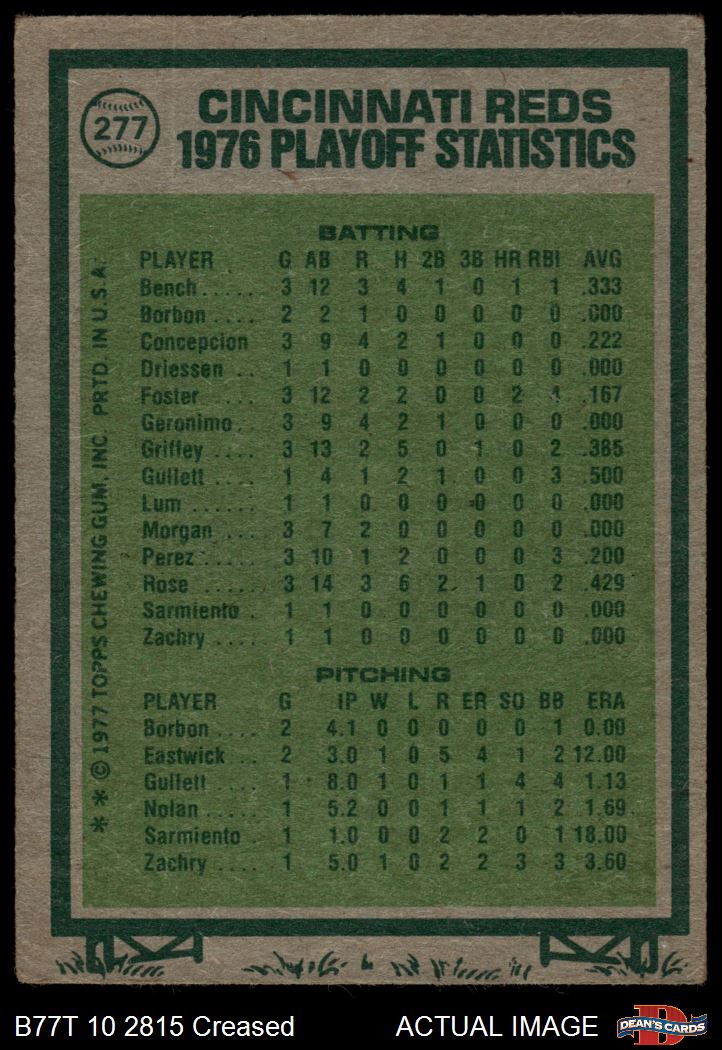 277
CINCINNATI REDS
1976 PLAYOFF STATISTICS
BATTING
PLAYER G AB R H 2B 3B HR RBI AVG
Bench ..... 3 12 3 4 1 0 1 1 .333
Borbon .... 2 2 1 0 0 0 0 0 .000
Concepcion 3 9 4 2 1 0 0 0 .222
Driessen .. 1 1 0 0 0 0 0 0 .000
Foster .... 3 12 2 2 0 0 2 4 .167
Geronimo .. 3 9 4 2 1 0 0 0 .000
Griffey .... 3 13 2 5 0 1 0 2 .385
Gullett .... 1 4 1 2 1 0 0 3 .500
Lum ...... 1 1 0 0 0 0 0 0 .000
Morgan ... 3 7 2 0 0 0 0 0 .000
Perez ..... 3 10 1 2 0 0 0 3 .200
Rose ...... 3 14 3 6 2 1 0 2 .429
Sarmiento . 1 1 0 0 0 0 0 0 .000
Zachry .... 1 1 0 0 0 0 0 0 .000
PITCHING
PLAYER G IP W L R ER SO BB ERA
Borbon .... 2 4.1 0 0 0 0 0 1 0.00
Eastwick .. 2 3.0 1 0 5 4 1 2 12.00
Gullett .... 1 8.0 1 0 1 1 4 4 1.13
Nolan ..... 1 5.2 0 0 1 1 1 2 1.69
Sarmiento . 1 1.0 0 0 2 2 0 1 18.00
Zachry .... 1 5.0 1 0 2 2 3 3 3.60
* * © 1977 TOPPS CHEWING GUM, INC. PRTD. IN U.S.A.
B77T 10 2815 Creased ACTUAL IMAGE
DEAN'S CARDS